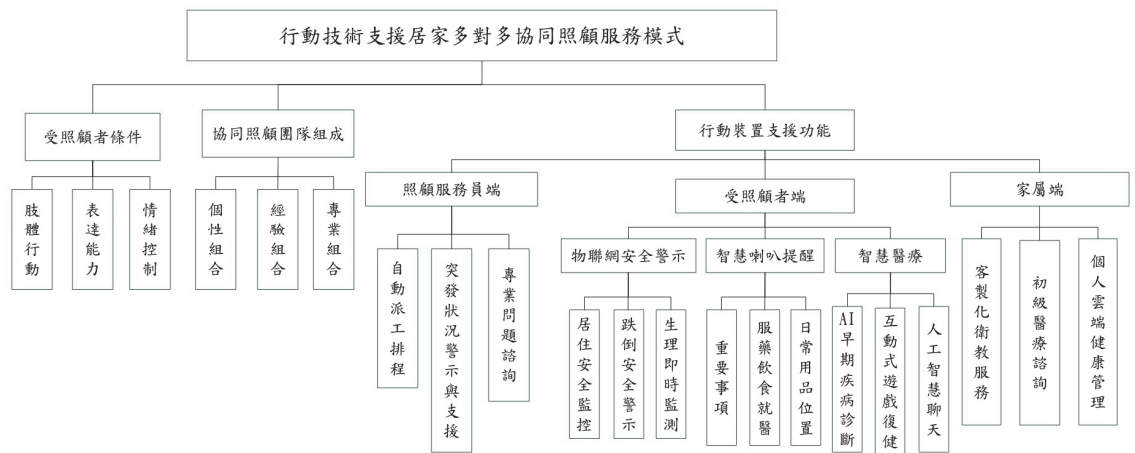 行動技術支援居家多對多協同照顧服務模式
受照顧者條件
協同照顧團隊組成
行動裝置支援功能
肢體行動
表達能力
情緒控制
個性組合
經驗組合
專業組合
照顧服務員端
受照顧者端
家屬端
自動派工排程
突發狀況警示與支援
專業問題諮詢
物聯網安全警示
智慧喇叭提醒
智慧醫療
客製化衛教服務
初級醫療諮詢
個人雲端健康管理
居住安全監控
跌倒安全警示
生理即時監測
重要事項
服藥飲食就醫
日常用品位置
AI早期疾病診斷
互動式遊戲復健
人工智慧聊天